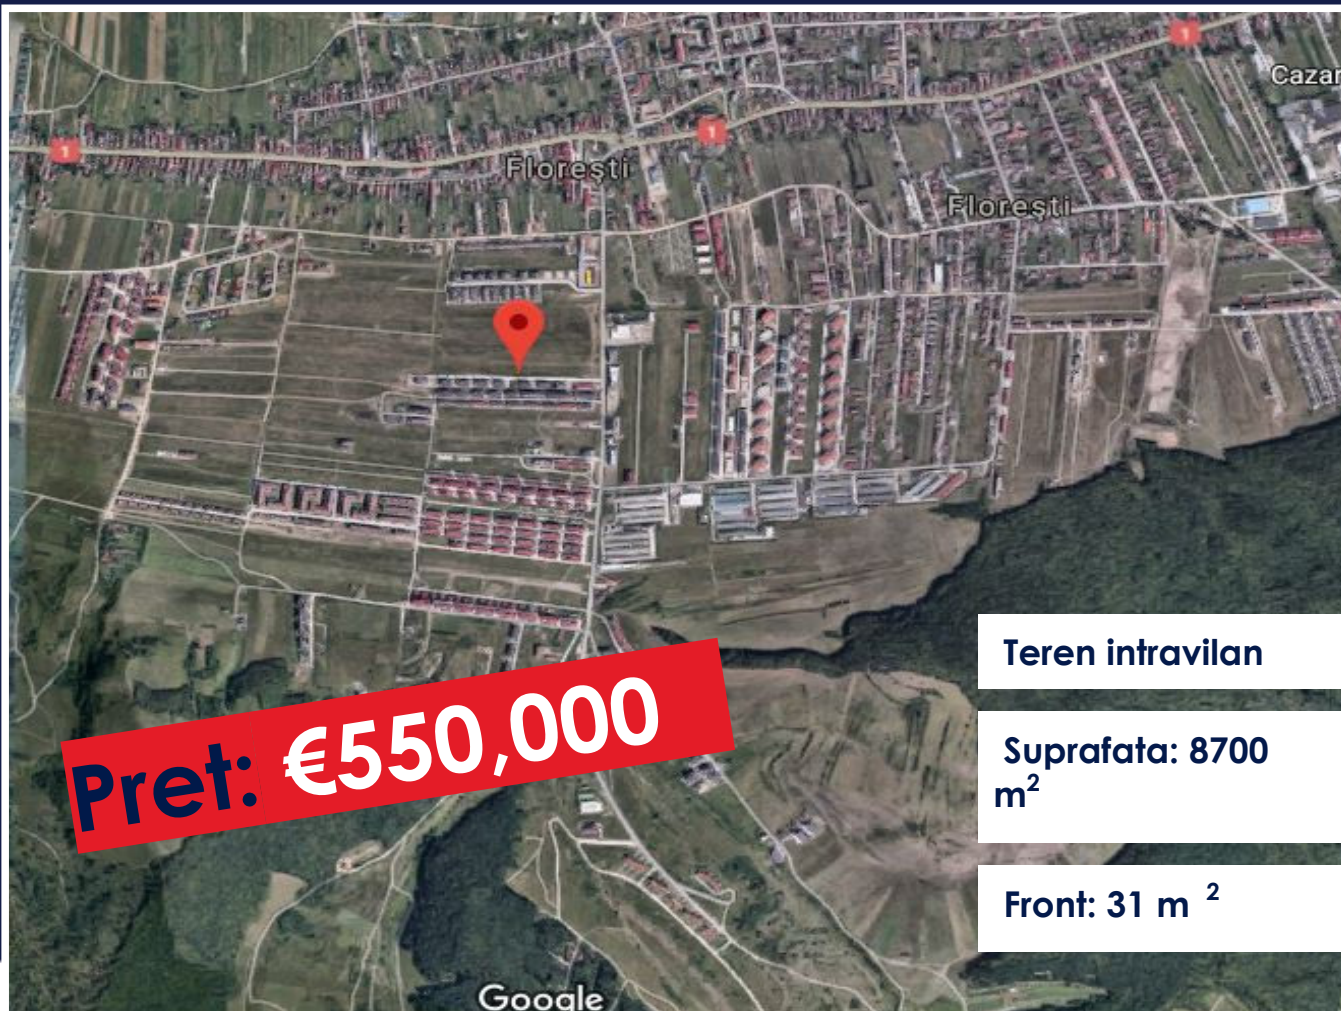 1
Cazar
1
1
Florești
Florești
Teren intravilan
Pret: €550,000
Suprafata: 8700
m²
Front: 31 m ²
Google